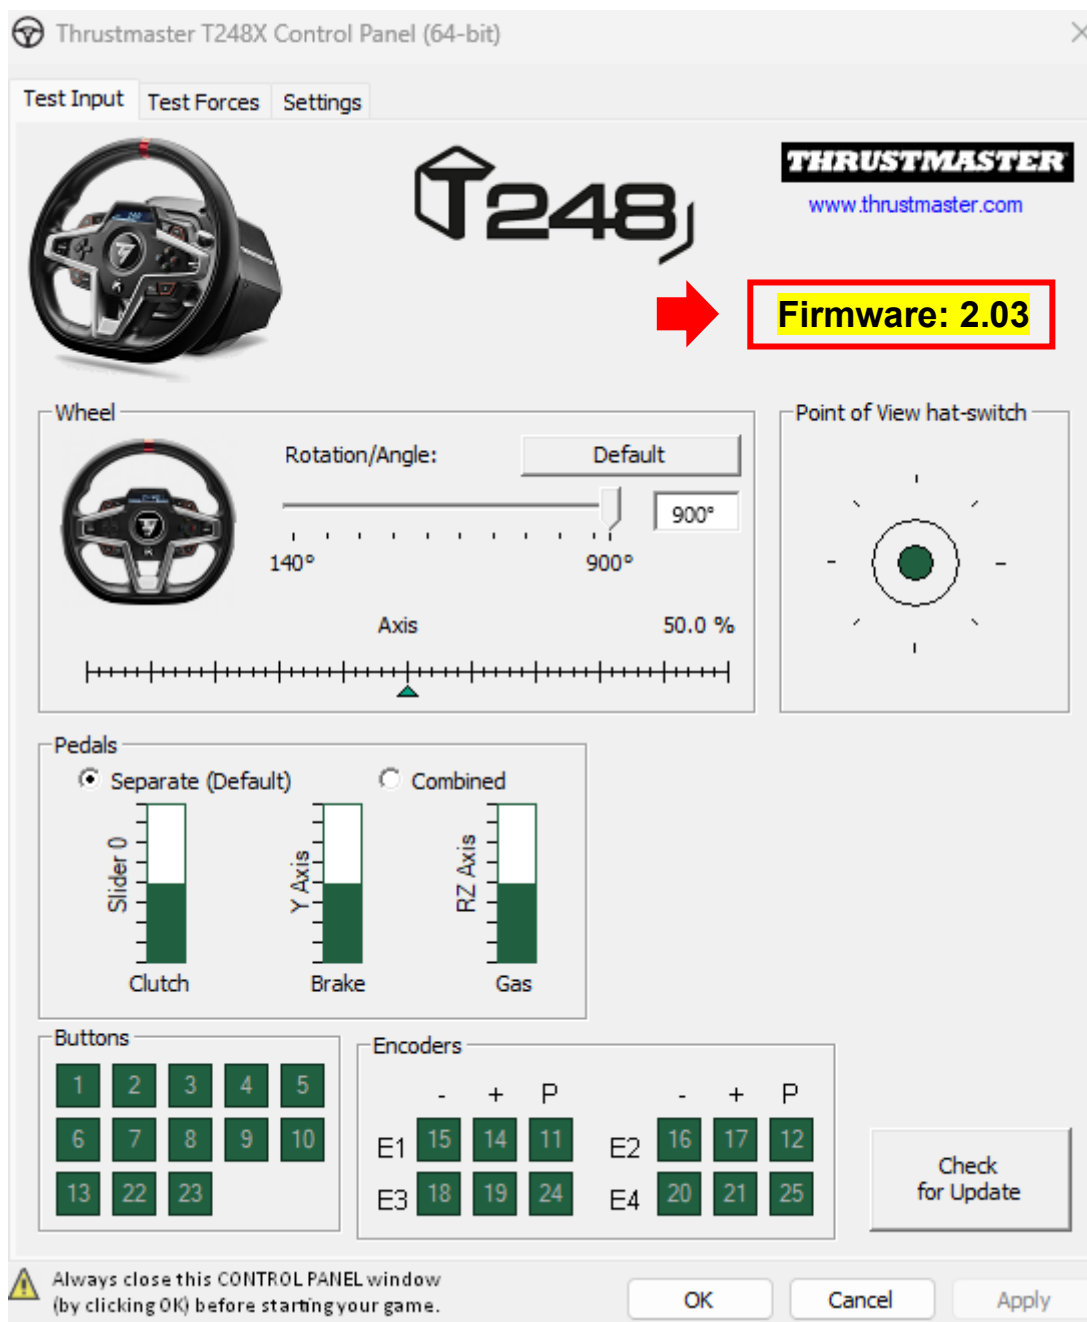 Thrustmaster T248X Control Panel (64-bit)
Test Input Test Forces Settings
T248
THRUSTMASTER
www.thrustmaster.com
Firmware: 2.03
Wheel
Rotation/Angle:
Default
900°
140°
900°
Axis
50.0 %
Point of View hat-switch
Pedals
Separate (Default)
Combined
Slider 0
Y Axis
RZ Axis
Clutch
Brake
Gas
Buttons
1 2 3 4 5
6 7 8 9 10
13 22 23
Encoders
- + P - + P
E1 15 14 11 E2 16 17 12
E3 18 19 24 E4 20 21 25
Check
for Update
Always close this CONTROL PANEL window
(by clicking OK) before starting your game.
OK Cancel Apply